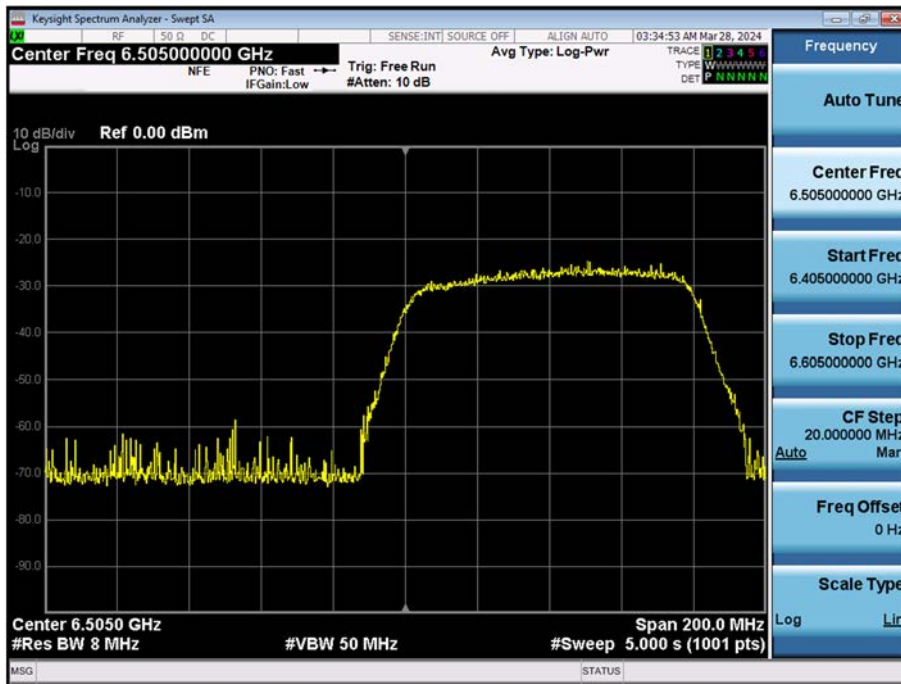 Keysight Spectrum Analyzer - Swept SA
RF 50 Ω DC SENSE:INT SOURCE OFF ALIGN AUTO 03:34:53 AM Mar 28, 2024
Center Freq 6.505000000 GHz
NFE
PNO: Fast
IFGain:Low
Trig: Free Run
#Atten: 10 dB
Avg Type: Log-Pwr
TRACE 1 2 3 4 5 6
TYPE W
DET P N N N N N
10 dB/div Ref 0.00 dBm
Log
-10.0
-20.0
-30.0
-40.0
-50.0
-60.0
-70.0
-80.0
-90.0
Center 6.5050 GHz Span 200.0 MHz
#Res BW 8 MHz #VBW 50 MHz #Sweep 5.000 s (1001 pts)
MSG STATUS
Frequency
Auto Tune
Center Freq
6.505000000 GHz
Start Freq
6.405000000 GHz
Stop Freq
6.605000000 GHz
CF Step
20.000000 MHz
Auto Man
Freq Offset
0 Hz
Scale Type
Log Lin